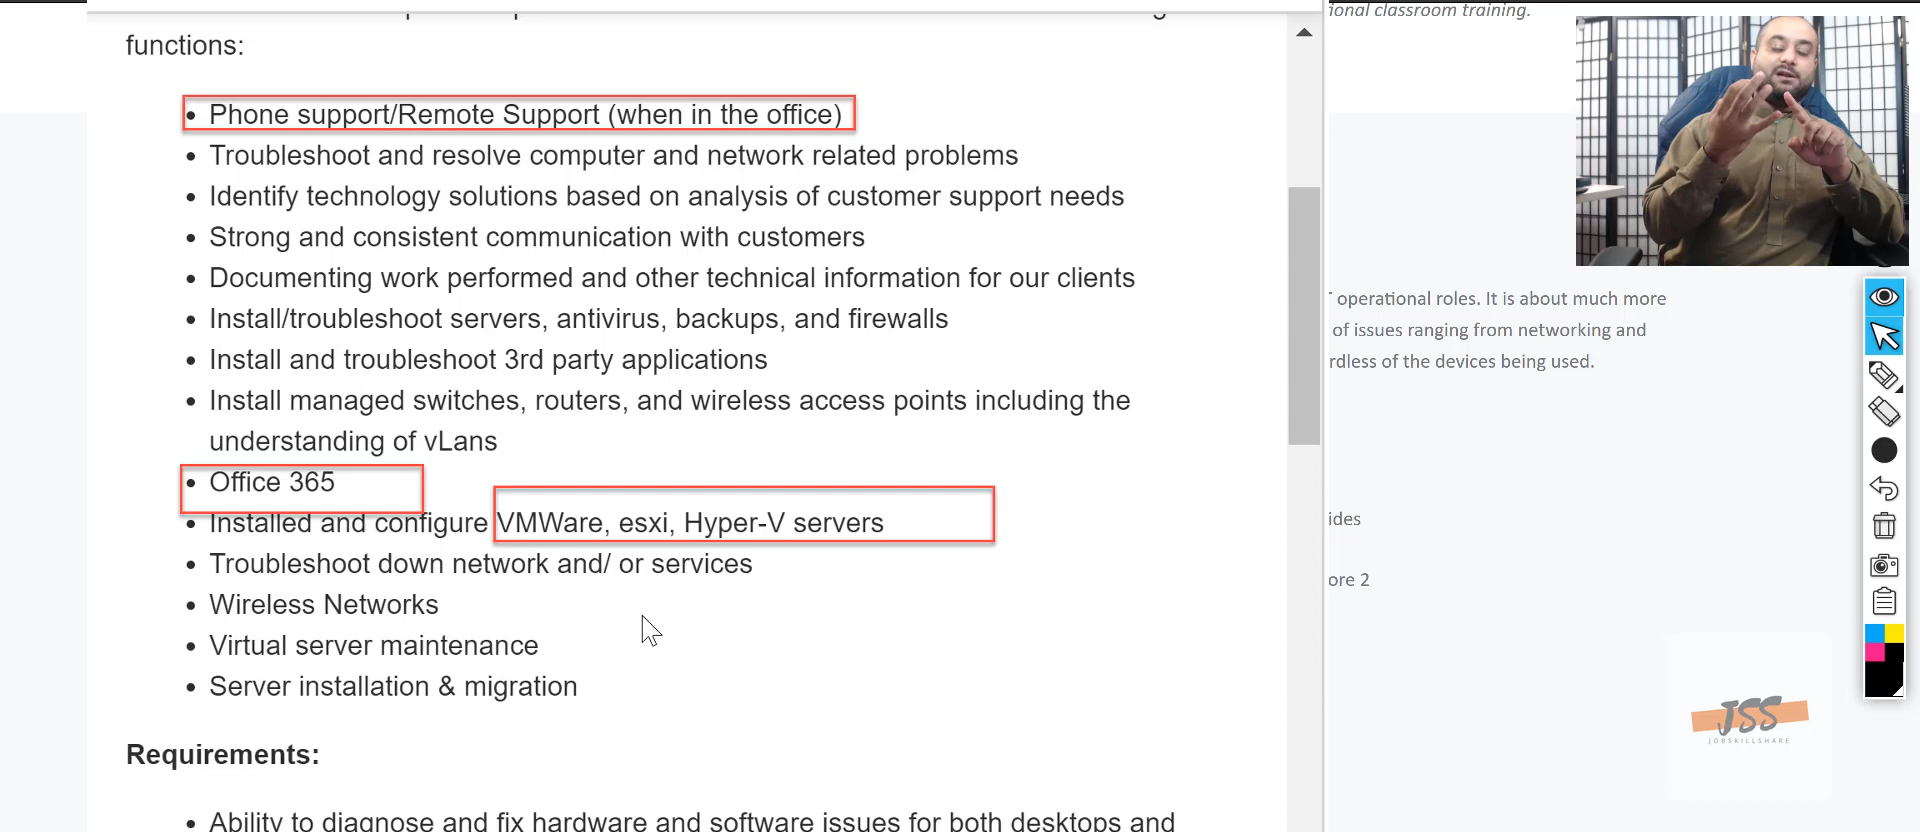 functions:
• Phone support/Remote Support (when in the office)
• Troubleshoot and resolve computer and network related problems
• Identify technology solutions based on analysis of customer support needs
• Strong and consistent communication with customers
• Documenting work performed and other technical information for our clients
• Install/troubleshoot servers, antivirus, backups, and firewalls
• Install and troubleshoot 3rd party applications
• Install managed switches, routers, and wireless access points including the
understanding of vLans
• Office 365
• Installed and configure VMWare, esxi, Hyper-V servers
• Troubleshoot down network and/ or services
• Wireless Networks
• Virtual server maintenance
• Server installation & migration
Requirements:
• Ability to diagnose and fix hardware and software issues for both desktops and
ional classroom training.
operational roles. It is about much more
of issues ranging from networking and
rdless of the devices being used.
ides
ore 2
JSS
JOBSKILLSHARE